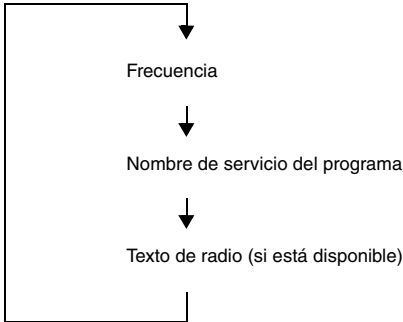 Frecuencia
Nombre de servicio del programa
Texto de radio (si está disponible)